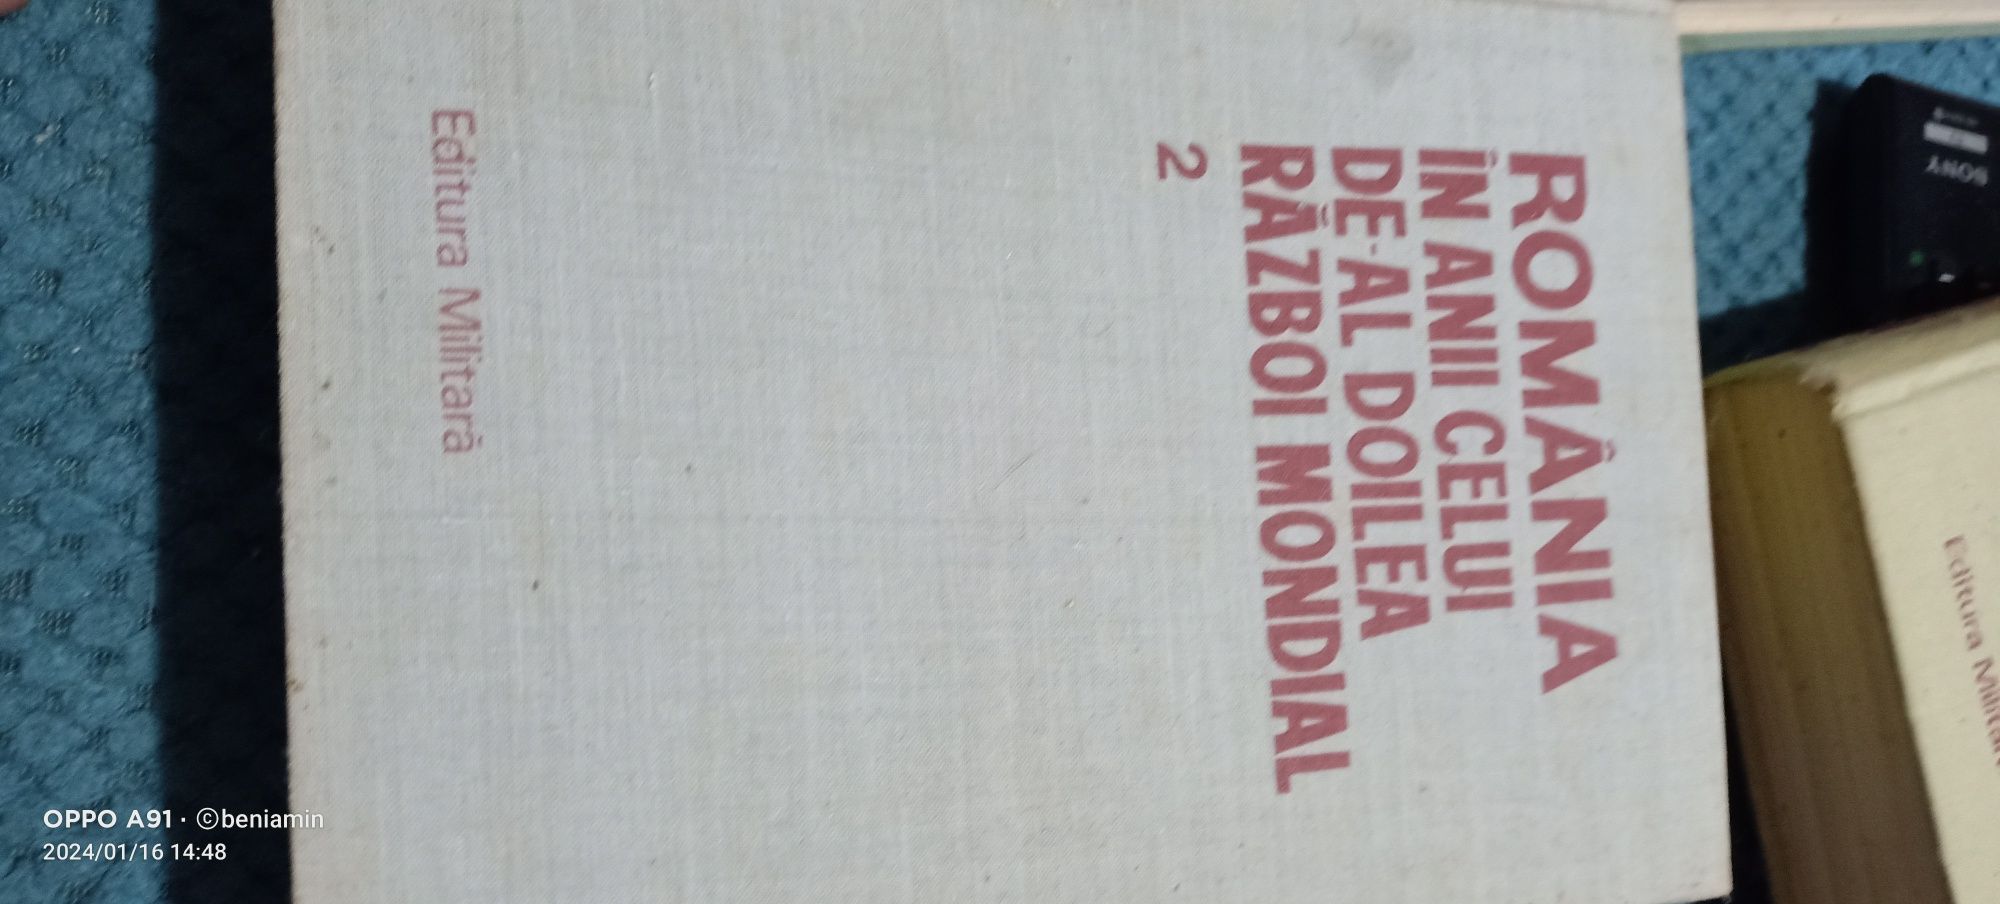 ROMÂNIA
ÎN ANII CELUI
DE-AL DOILEA
RĂZBOI MONDIAL
2
Editura Militară
SONY
Editura
OPPO A91 · ©beniamin
2024/01/16 14:48